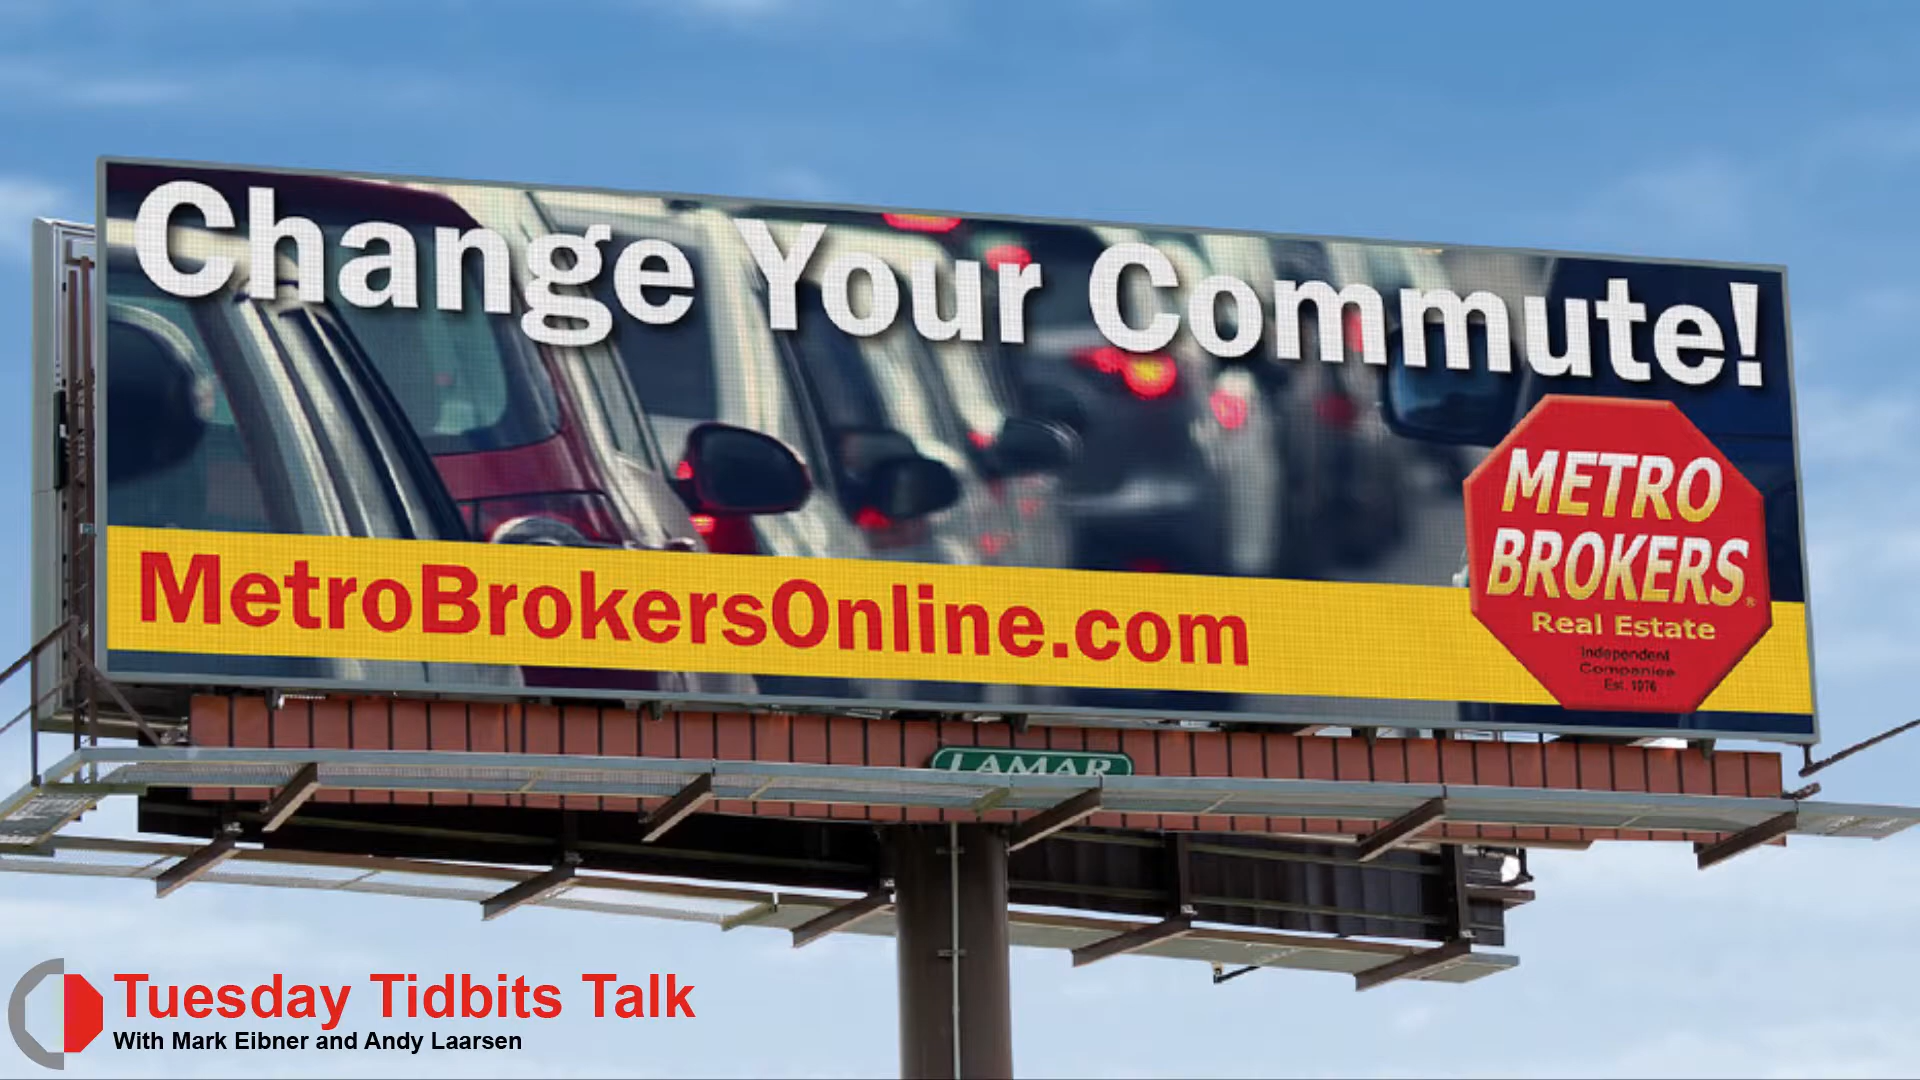 Change Your Commute!
METRO
BROKERS®
Real Estate
Independent
Companies
Est. 1976
MetroBrokersOnline.com
LAMAR
Tuesday Tidbits Talk
With Mark Eibner and Andy Laarsen